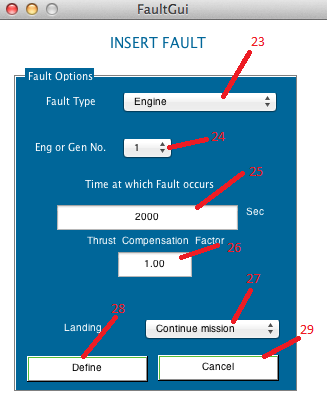 FaultGui
INSERT FAULT
23
Fault Options
Fault Type
Engine
24
Eng or Gen No.
1
25
Time at which Fault occurs
2000
Sec
Thrust Compensation Factor
26
1.00
27
28
Landing
Continue mission
29
Define
Cancel